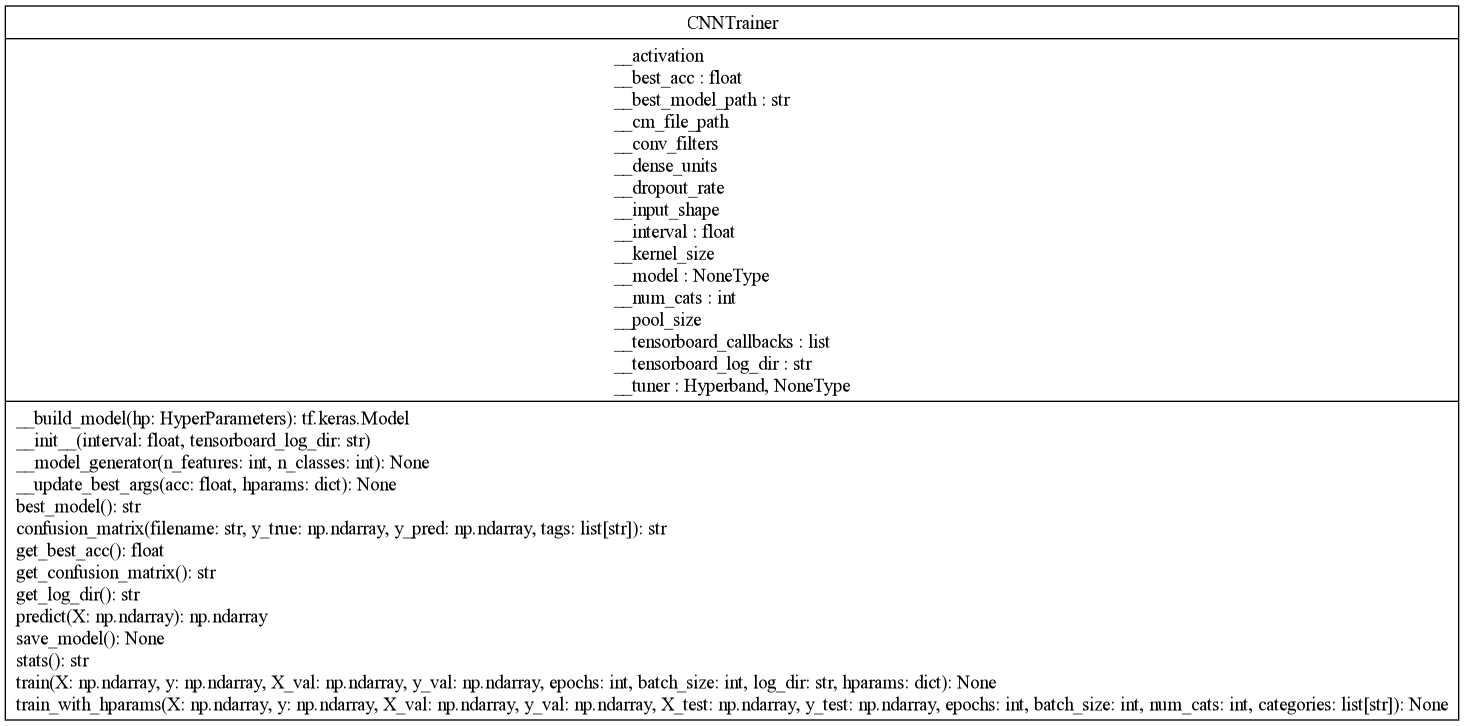 CNNTrainer
__activation
__best_acc : float
__best_model_path : str
__cm_file_path
__conv_filters
__dense_units
__dropout_rate
__input_shape
__interval : float
__kernel_size
__model : NoneType
__num_cats : int
__pool_size
__tensorboard_callbacks : list
__tensorboard_log_dir : str
__tuner : Hyperband, NoneType
__build_model(hp: HyperParameters): tf.keras.Model
__init__(interval: float, tensorboard_log_dir: str)
__model_generator(n_features: int, n_classes: int): None
__update_best_args(acc: float, hparams: dict): None
best_model(): str
confusion_matrix(filename: str, y_true: np.ndarray, y_pred: np.ndarray, tags: list[str]): str
get_best_acc(): float
get_confusion_matrix(): str
get_log_dir(): str
predict(X: np.ndarray): np.ndarray
save_model(): None
stats(): str
train(X: np.ndarray, y: np.ndarray, X_val: np.ndarray, y_val: np.ndarray, epochs: int, batch_size: int, log_dir: str, hparams: dict): None
train_with_hparams(X: np.ndarray, y: np.ndarray, X_val: np.ndarray, y_val: np.ndarray, X_test: np.ndarray, y_test: np.ndarray, epochs: int, batch_size: int, num_cats: int, categories: list[str]): None